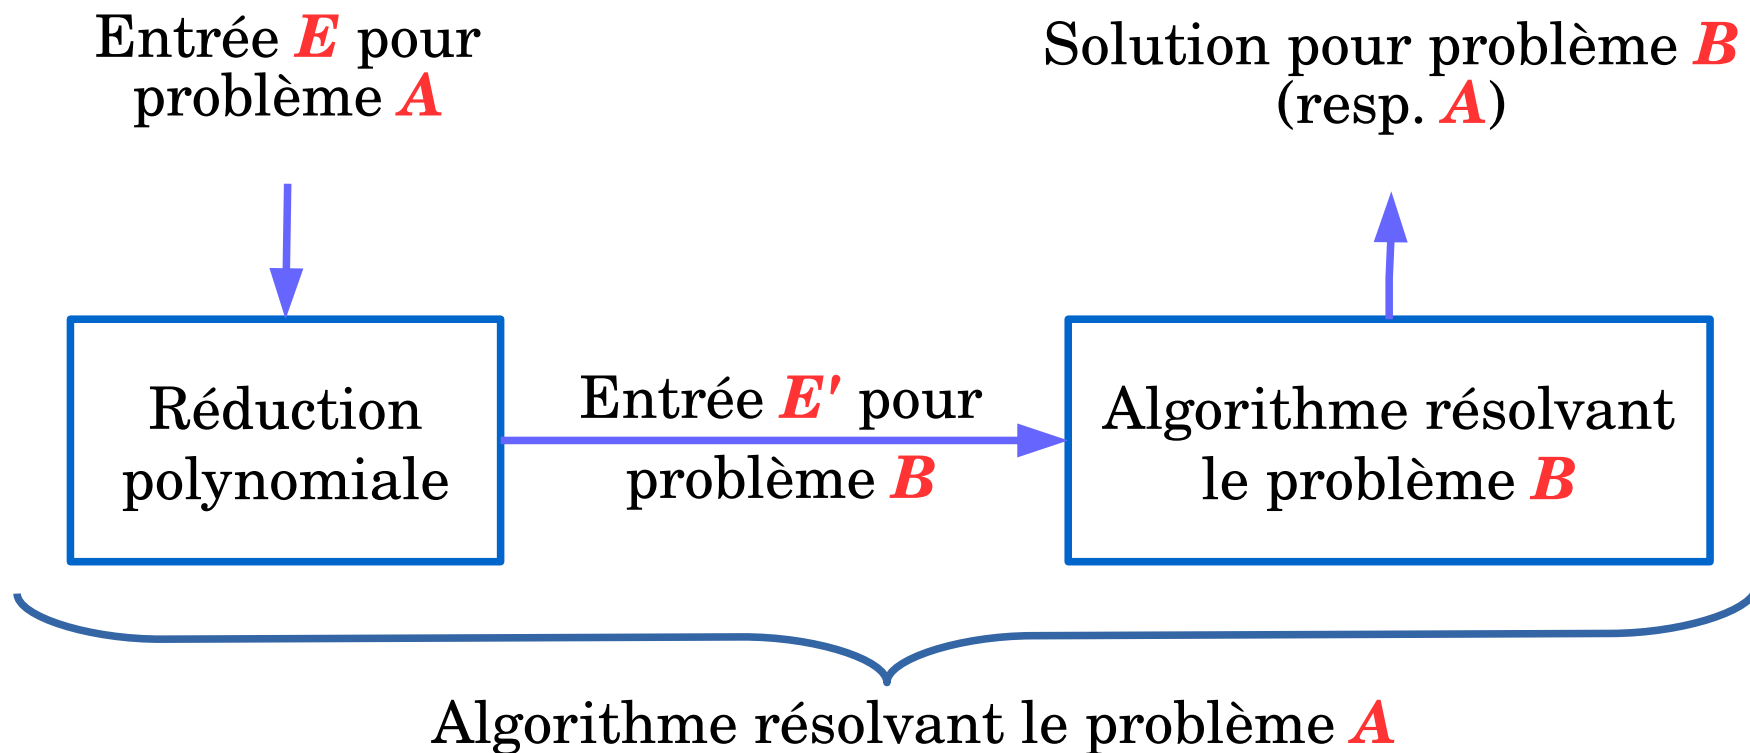 Entrée E pour
problème A
Solution pour problème B
(resp. A)
Réduction
polynomiale
Entrée E' pour
problème B
Algorithme résolvant
le problème B
Algorithme résolvant le problème A